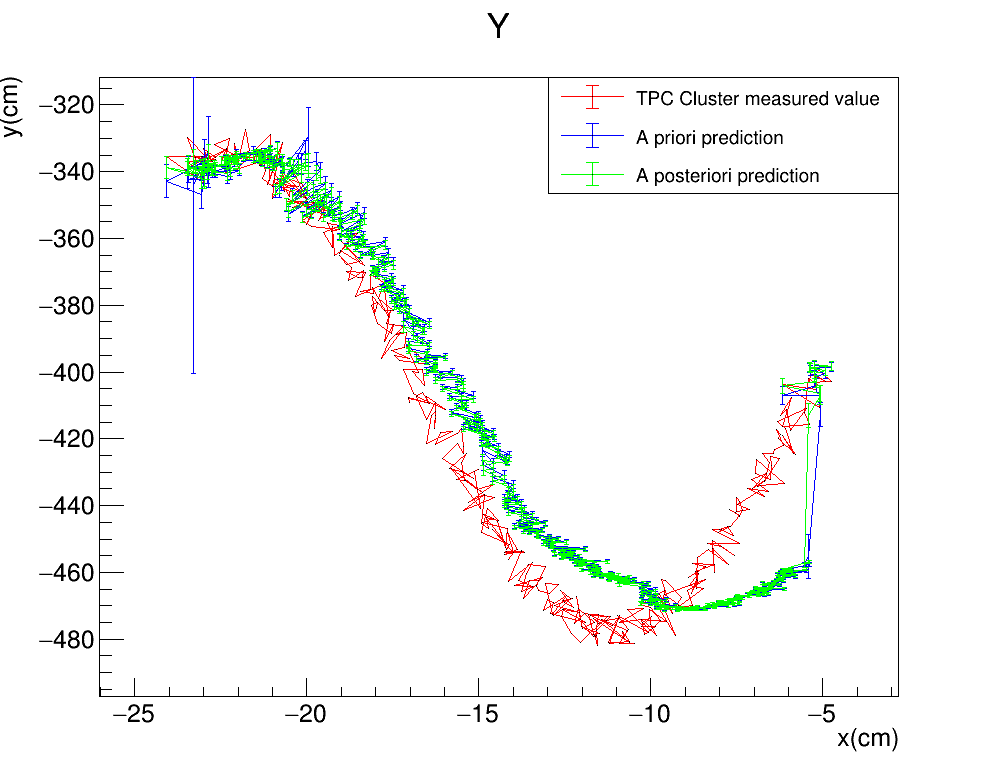 Y
y(cm)
TPC Cluster measured value
A priori prediction
A posteriori prediction
−320
−340
−360
−380
−400
−420
−440
−460
−480
−25 −20 −15 −10 −5
x(cm)